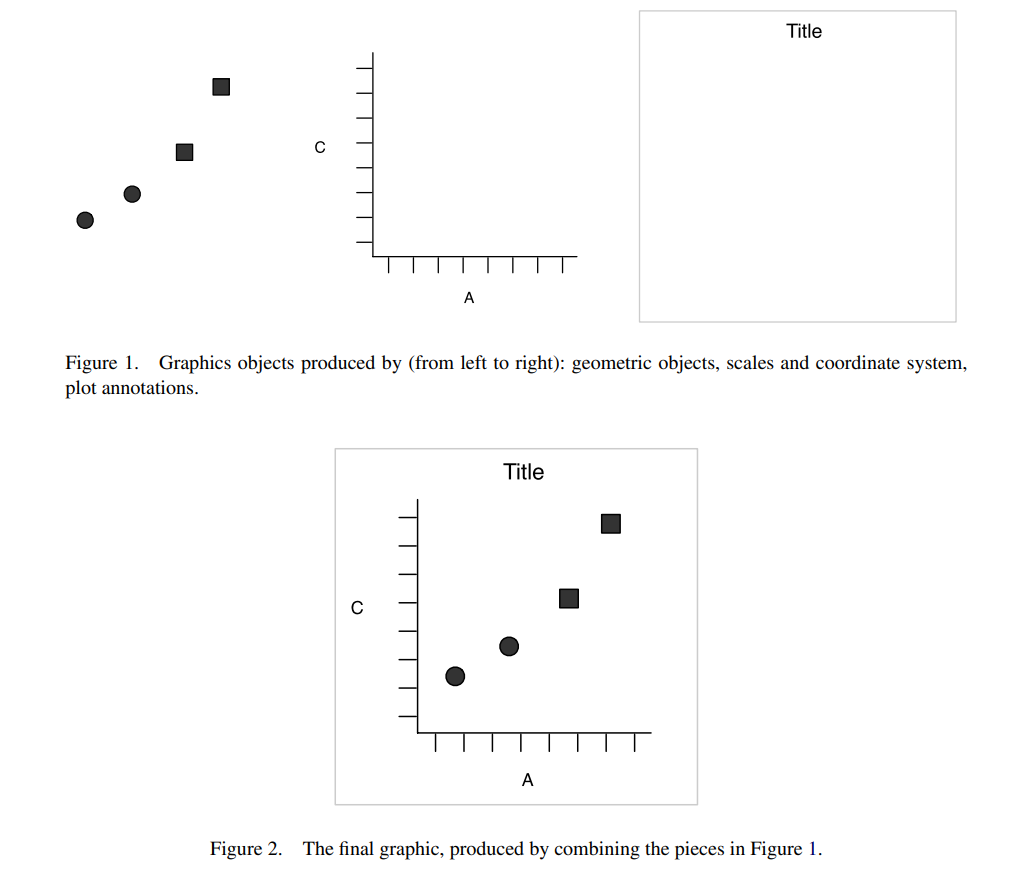 Title
C
A
Figure 1. Graphics objects produced by (from left to right): geometric objects, scales and coordinate system,
plot annotations.
Title
C
A
Figure 2. The final graphic, produced by combining the pieces in Figure 1.